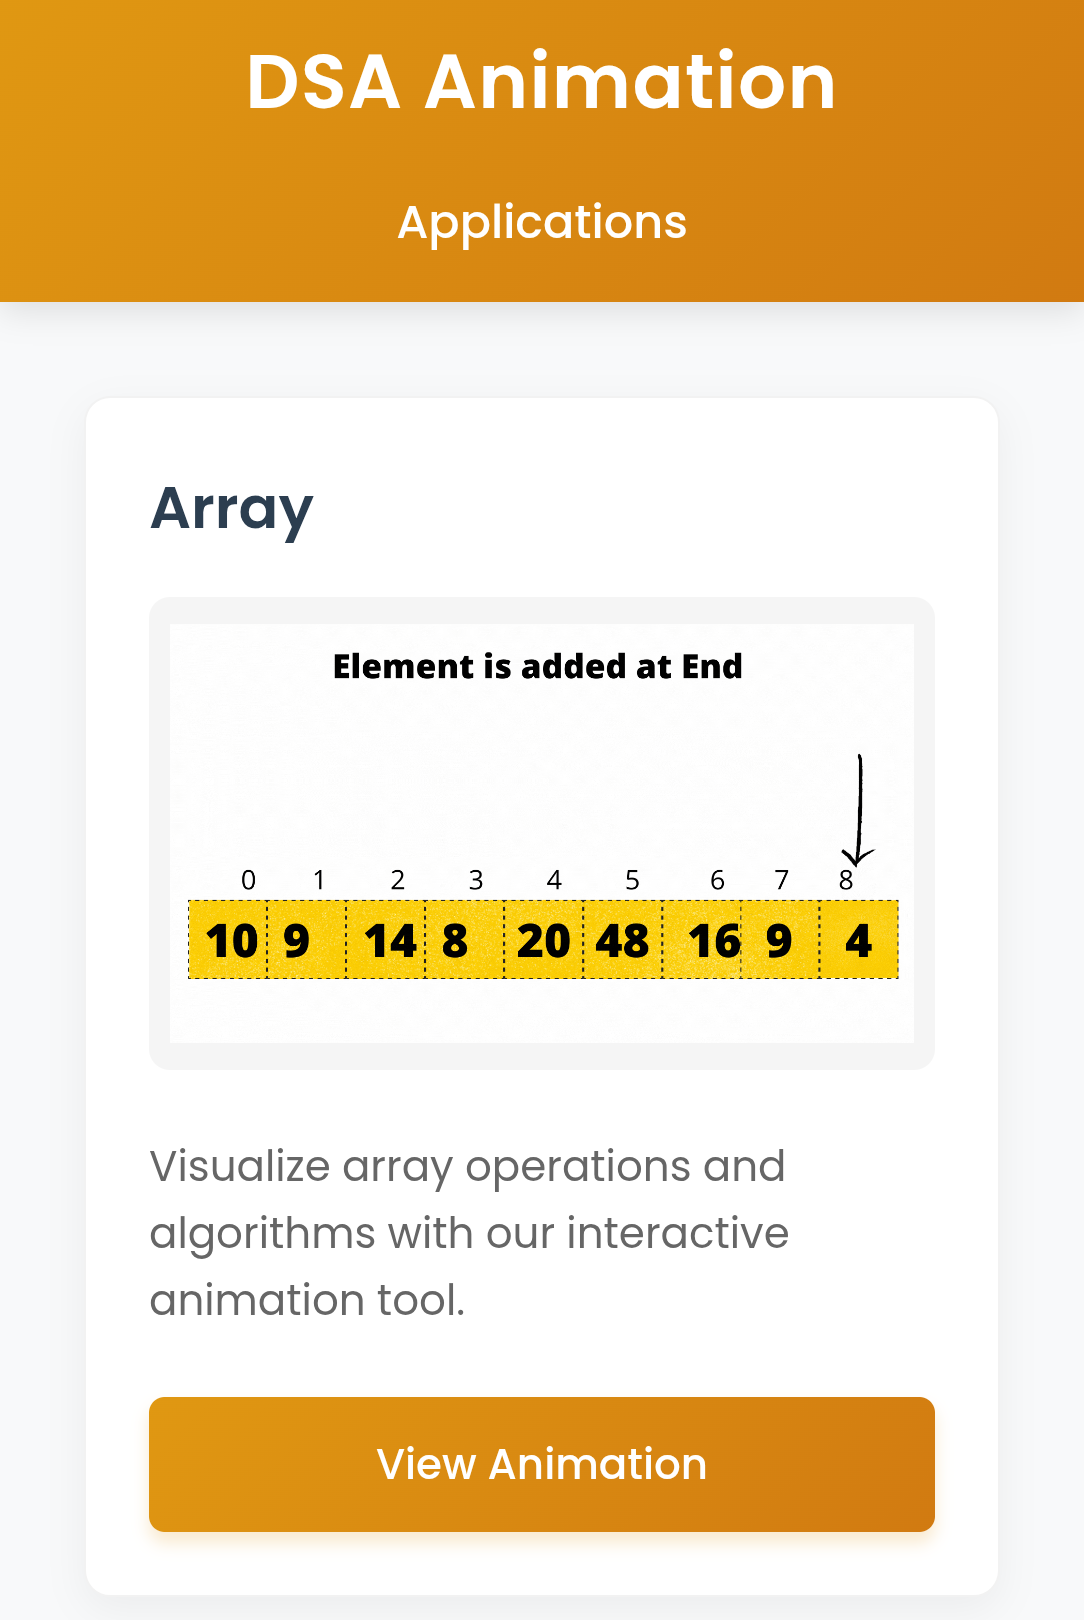 DSA Animation
Applications
Array
Element is added at End
0 1 2 3 4 5 6 7 8
10 9 14 8 20 48 16 9 4
Visualize array operations and
algorithms with our interactive
animation tool.
View Animation